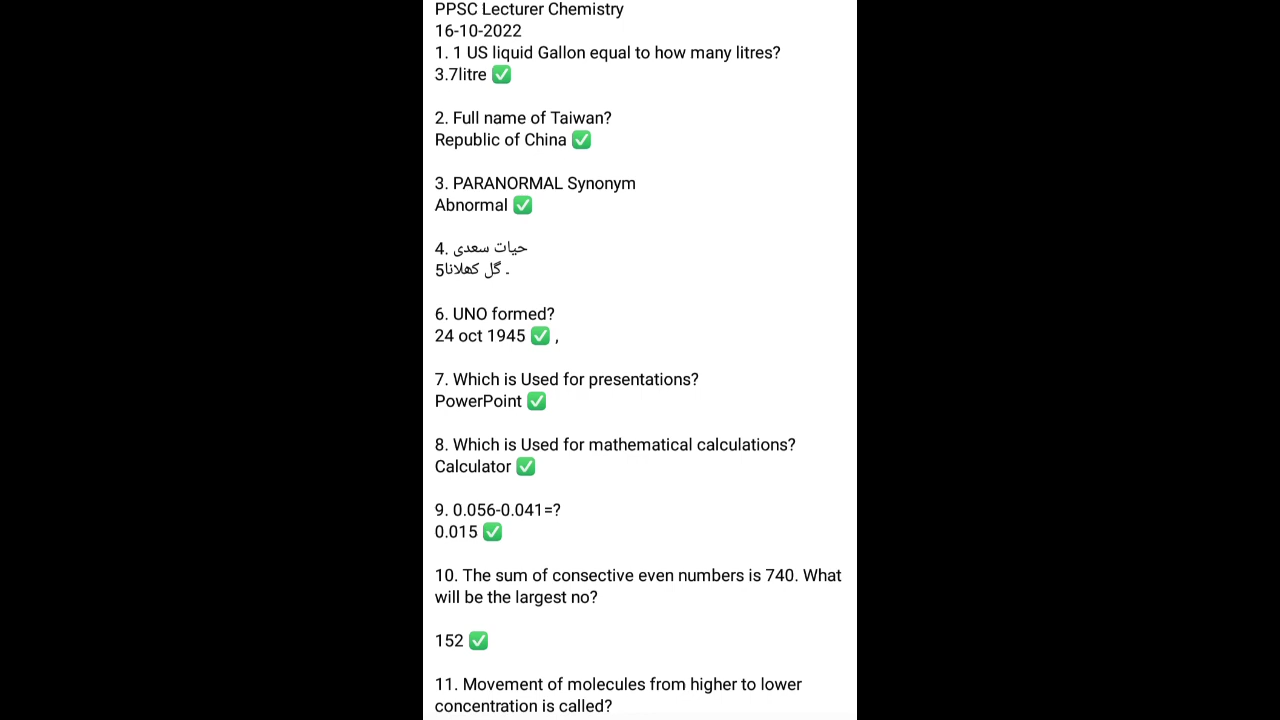 PPSC Lecturer Chemistry
16-10-2022
1. 1 US liquid Gallon equal to how many litres?
3.7litre ✅
2. Full name of Taiwan?
Republic of China ✅
3. PARANORMAL Synonym
Abnormal ✅
4. حیات سعدی
5۔ گل کھلانا
6. UNO formed?
24 oct 1945 ✅ ,
7. Which is Used for presentations?
PowerPoint ✅
8. Which is Used for mathematical calculations?
Calculator ✅
9. 0.056-0.041=?
0.015 ✅
10. The sum of consective even numbers is 740. What
will be the largest no?
152 ✅
11. Movement of molecules from higher to lower
concentration is called?